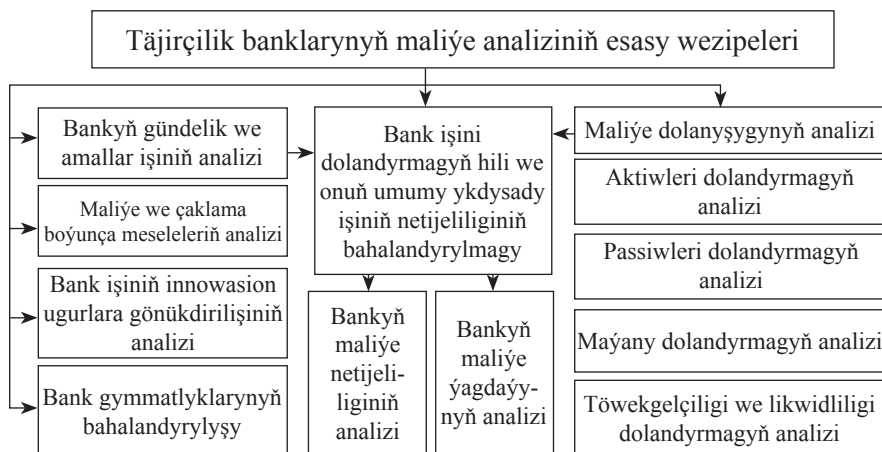 Täjirçilik banklarynyň maliýe analiziniň esasy wezipeleri
Bankyň gündelik we
amallar işiniň analizi
Maliýe we çaklama
boýunça meseleleriň analizi
Bank işiniň innowasion
ugurlara gönükdirilişiniň
analizi
Bank gymmatlyklarynyň
bahalandyrylyşy
Bank işini
dolandyrmagyň hili we
onuň umumy ykdysady
işiniň netijeliliginiň
bahalandyrylmagy
Bankyň
maliýe
netijeli-
liginiň
analizi
Bankyň
maliýe
ýagdaýy-
nyň analizi
Maliýe dolanyşygynyň analizi
Aktiwleri dolandyrmagyň
analizi
Passiwleri dolandyrmagyň
analizi
Maýany dolandyrmagyň analizi
Töwekgelçiligi we likwidliligi
dolandyrmagyň analizi